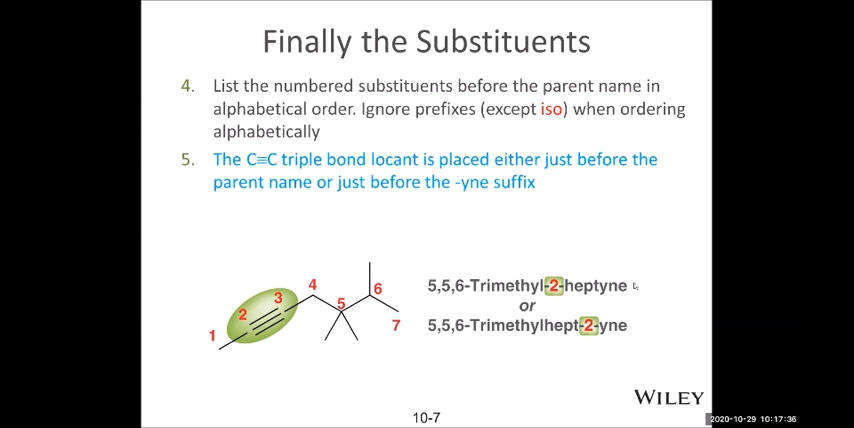 Finally the Substituents
4. List the numbered substituents before the parent name in
alphabetical order. Ignore prefixes (except iso) when ordering
alphabetically
5. The C≡C triple bond locant is placed either just before the
parent name or just before the -yne suffix
1
2
3
4
5
6
7
5,5,6-Trimethyl-2-heptyne
or
5,5,6-Trimethylhept-2-yne
WILEY
10-7
2020-10-29 10:17:36